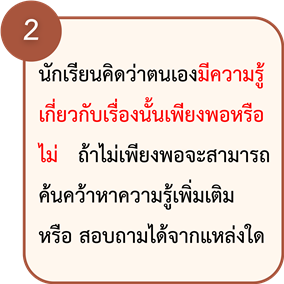 2
นักเรียนคิดว่าตนเองมีความรู้
เกี่ยวกับเรื่องนั้นเพียงพอหรือ
ไม่ ถ้าไม่เพียงพอจะสามารถ
ค้นคว้าหาความรู้เพิ่มเติม
หรือ สอบถามได้จากแหล่งใด